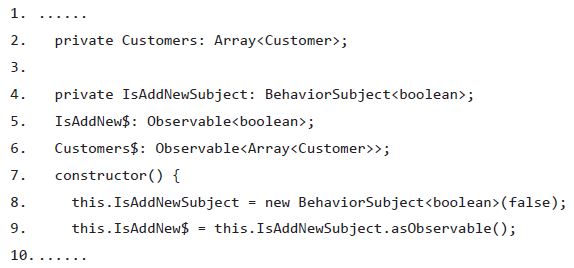 1. ......
2. private Customers: Array<Customer>;
3.
4. private IsAddNewSubject: BehaviorSubject<boolean>;
5. IsAddNew$: Observable<boolean>;
6. Customers$: Observable<Array<Customer>>;
7. constructor() {
8. this.IsAddNewSubject = new BehaviorSubject<boolean>(false);
9. this.IsAddNew$ = this.IsAddNewSubject.asObservable();
10.......